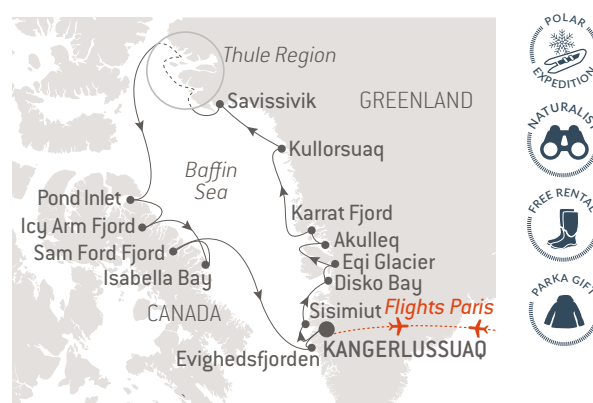 Thule Region
Savissivik
GREENLAND
Kullorsuaq
Baffin
Sea
Pond Inlet
Icy Arm Fjord
Sam Ford Fjord
Isabella Bay
CANADA
Karrat Fjord
Akulleq
Eqi Glacier
Disko Bay
Sisimiut
Flights Paris
Evighedsfjorden
KANGERLUSSUAQ
POLAR
EXPEDITION
NATURALIST
FREE RENTAL
PARKA GIFT